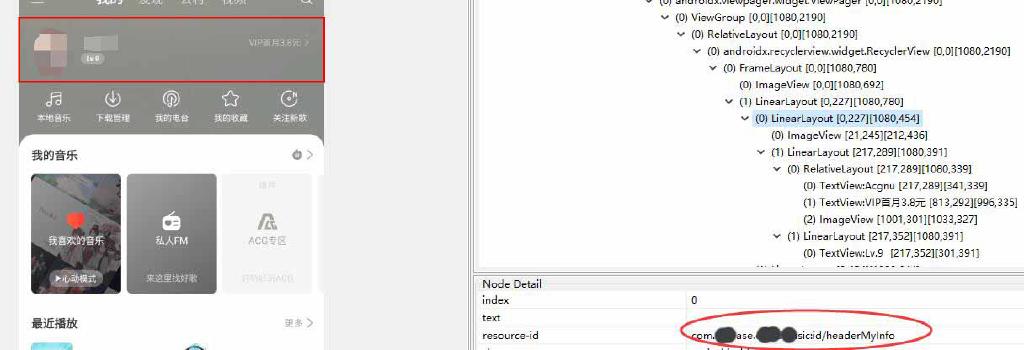 我的 发现 云村 视频
VIP首月3.8元
Lv.9
本地音乐 下载管理 我的电台 我的收藏 关注新歌
我的音乐
我喜欢的音乐
心动模式
私人FM
来这里找好歌
ACG专区
最近播放
更多
(0) androidx.viewpager.widget.ViewPager [0,0][1080,2190]
(0) ViewGroup [0,0][1080,2190]
(0) RelativeLayout [0,0][1080,2190]
(0) androidx.recyclerview.widget.RecyclerView [0,0][1080,2190]
(0) FrameLayout [0,0][1080,780]
(0) ImageView [0,0][1080,692]
(1) LinearLayout [0,227][1080,780]
(0) LinearLayout [0,227][1080,454]
(0) ImageView [21,245][212,436]
(1) LinearLayout [217,289][1080,391]
(0) RelativeLayout [217,289][1080,339]
(0) TextView:Acgnu [217,289][341,339]
(1) TextView:VIP首月3.8元 [813,292][996,335]
(2) ImageView [1001,301][1033,327]
(1) LinearLayout [217,352][1080,391]
(0) TextView:Lv.9 [217,352][301,391]
Node Detail
index 0
text
resource-id com. ase. sic:id/headerMyInfo